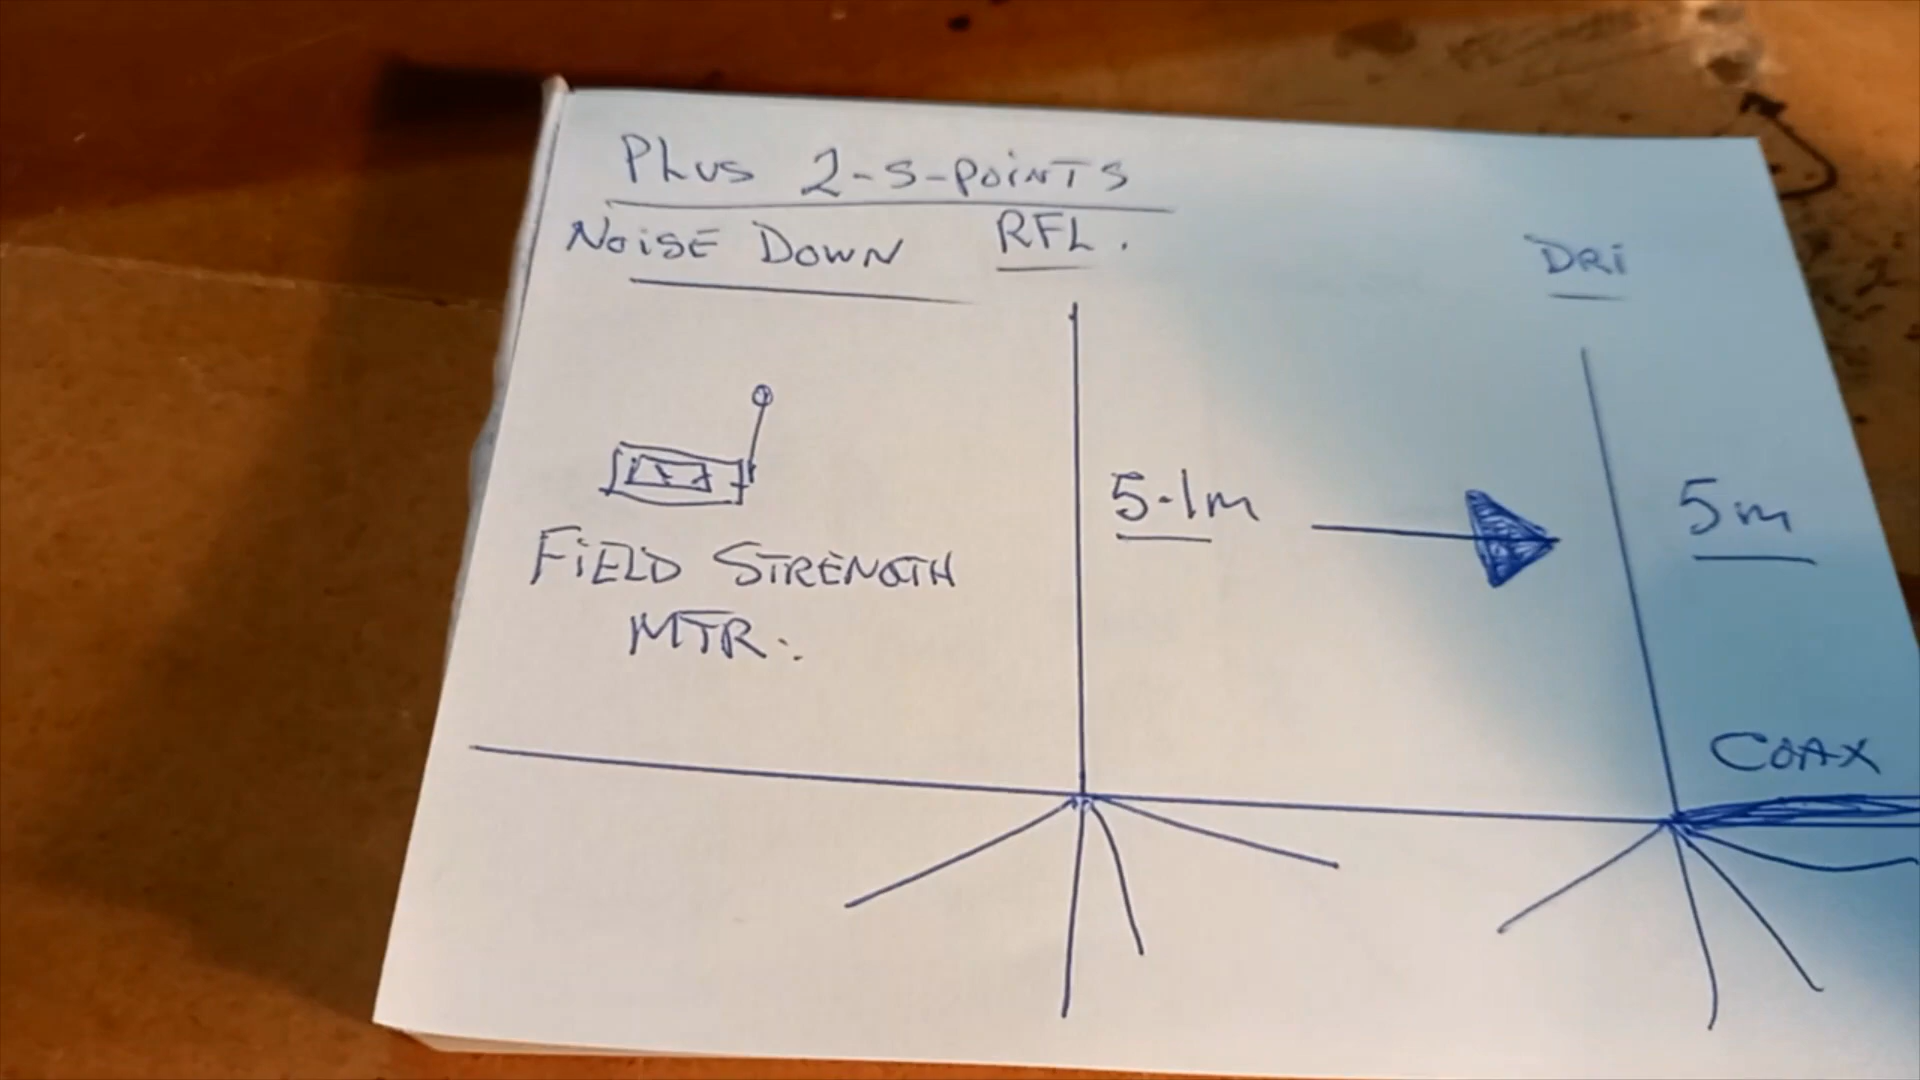 Plus 2-S-POiNTS
NoiSE DOWN RFL.
DRi
5.1m
5m
FiELD STRENGTH
MTR.
COAX